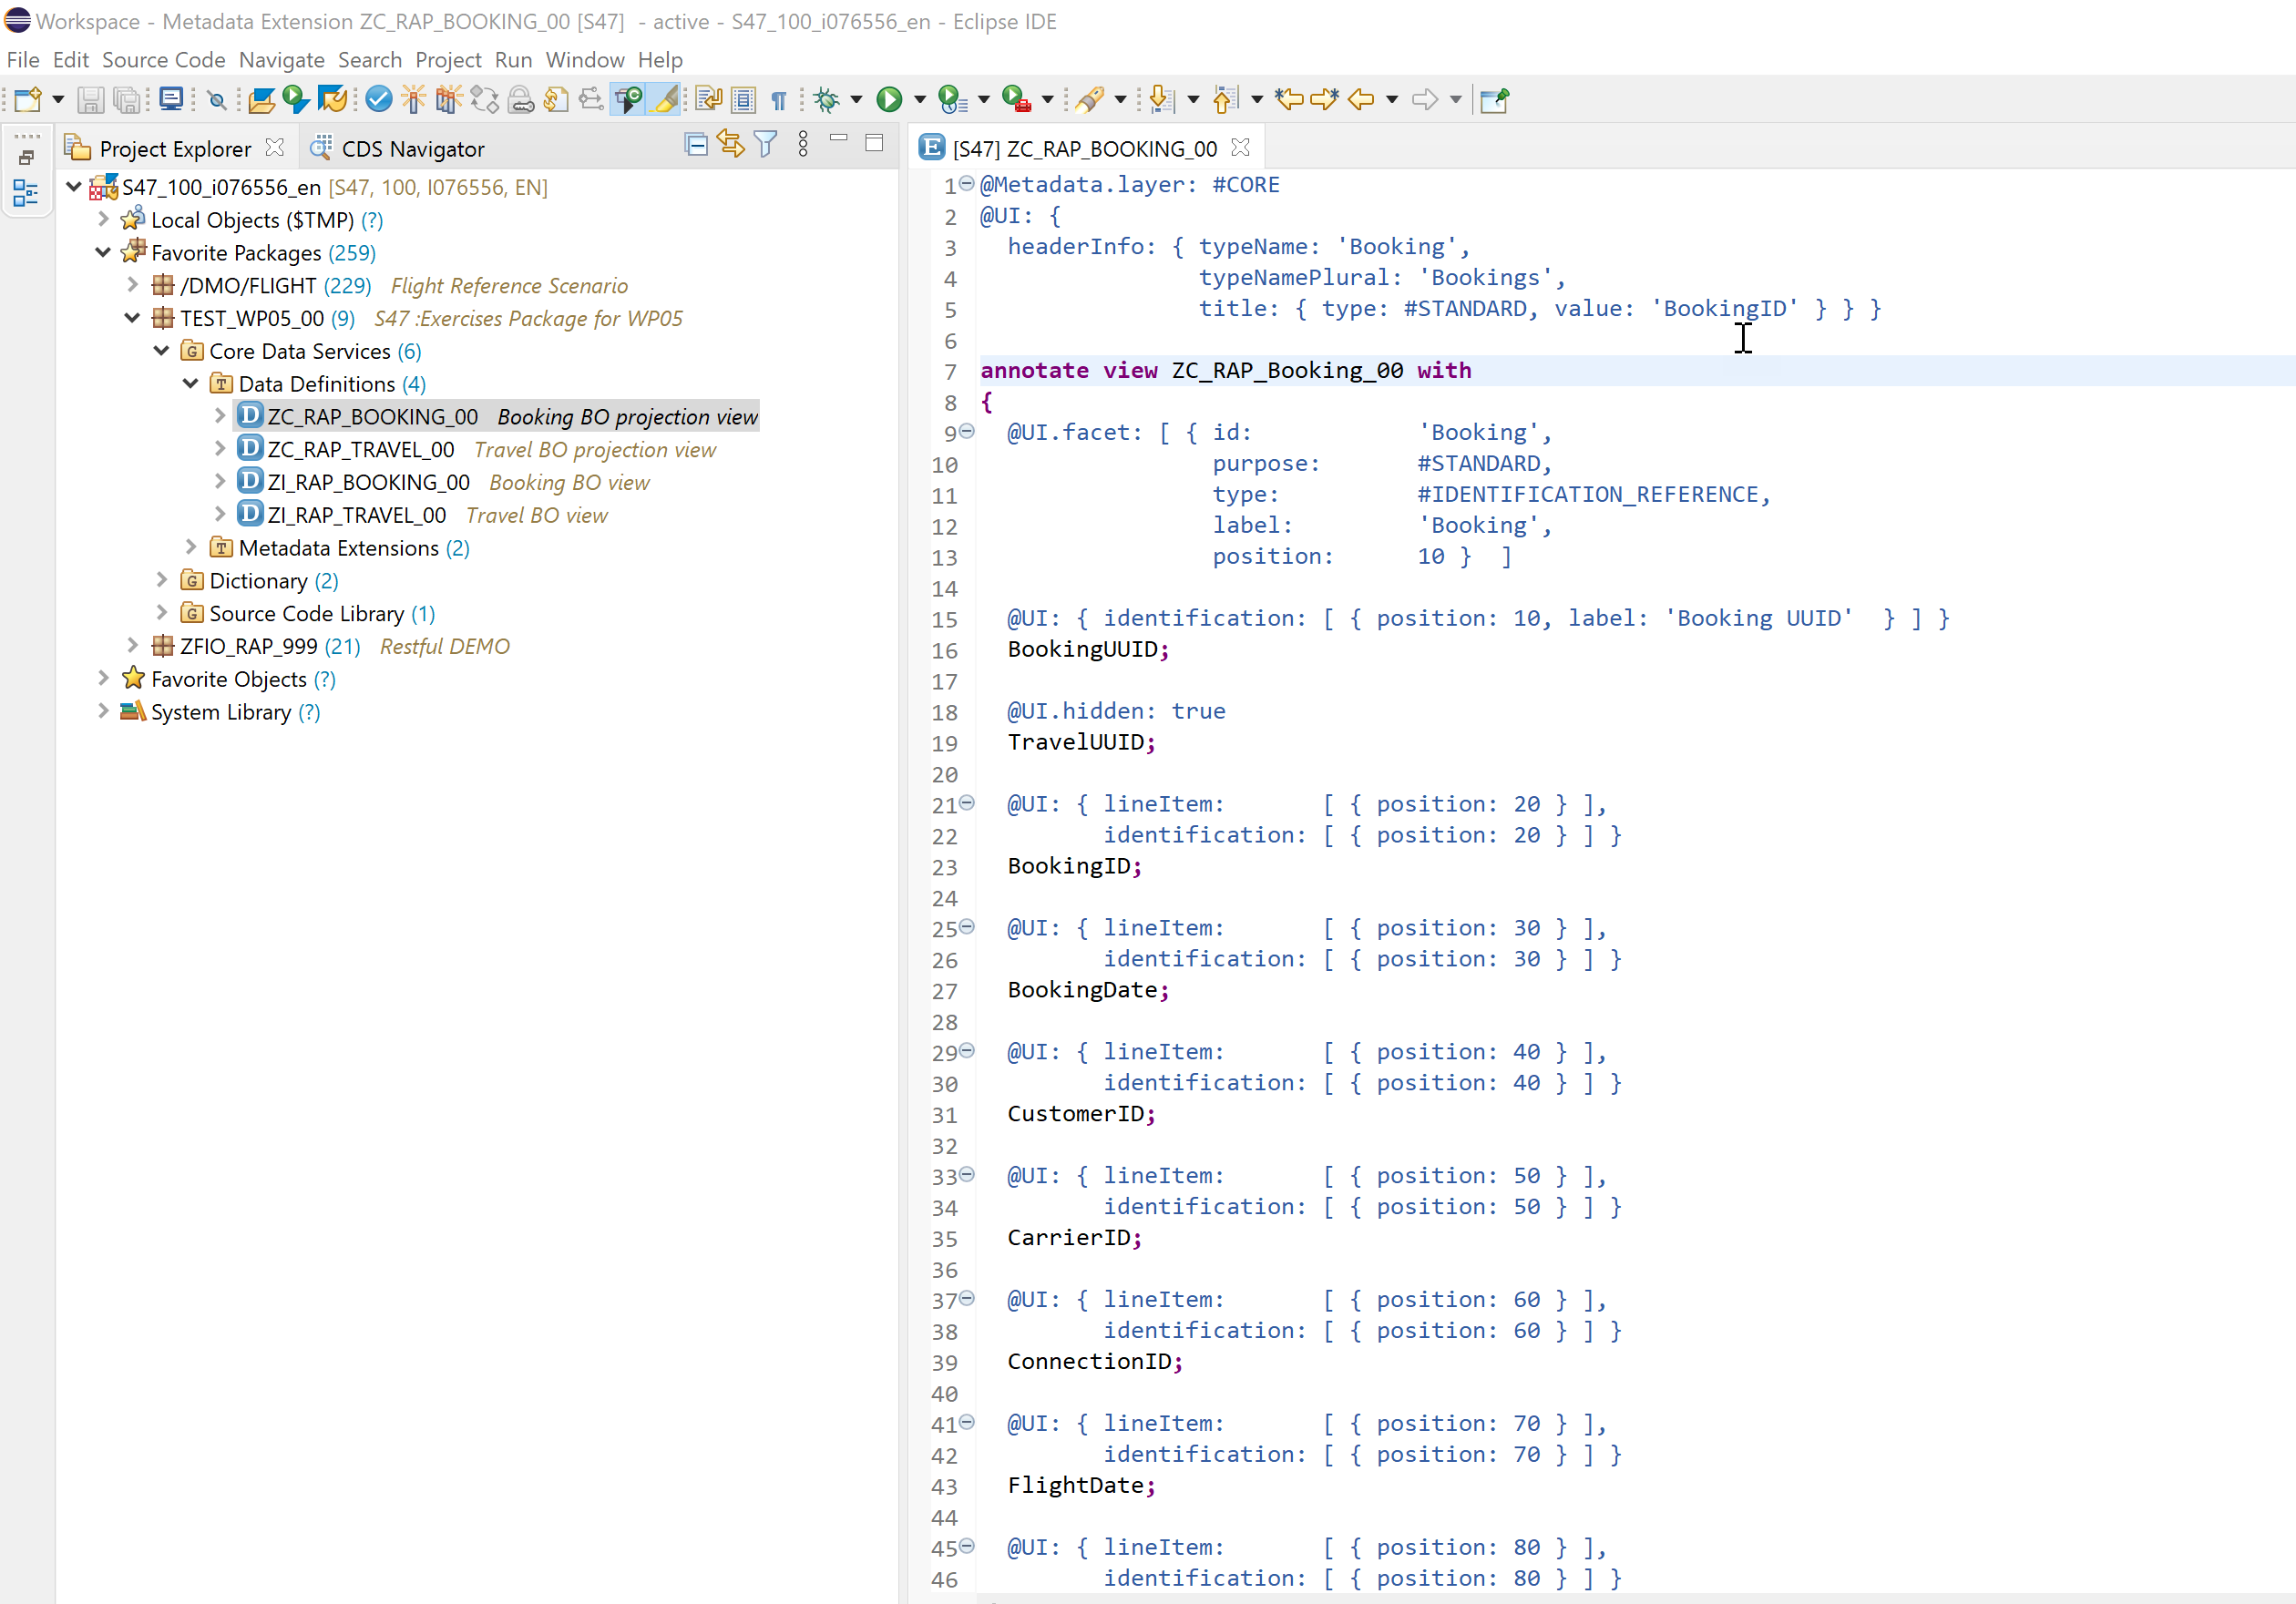 Workspace - Metadata Extension ZC_RAP_BOOKING_00 [S47]  - active - S47_100_i076556_en - Eclipse IDE
File Edit Source Code Navigate Search Project Run Window Help
Project Explorer
CDS Navigator
S47_100_i076556_en [S47, 100, I076556, EN]
Local Objects ($TMP) (?)
Favorite Packages (259)
/DMO/FLIGHT (229) Flight Reference Scenario
TEST_WP05_00 (9) S47 :Exercises Package for WP05
Core Data Services (6)
Data Definitions (4)
ZC_RAP_BOOKING_00 Booking BO projection view
ZC_RAP_TRAVEL_00 Travel BO projection view
ZI_RAP_BOOKING_00 Booking BO view
ZI_RAP_TRAVEL_00 Travel BO view
Metadata Extensions (2)
Dictionary (2)
Source Code Library (1)
ZFIO_RAP_999 (21) Restful DEMO
Favorite Objects (?)
System Library (?)
[S47] ZC_RAP_BOOKING_00
1 @Metadata.layer: #CORE
2 @UI: {
3   headerInfo: { typeName: 'Booking',
4                 typeNamePlural: 'Bookings',
5                 title: { type: #STANDARD, value: 'BookingID' } } }
6
7 annotate view ZC_RAP_Booking_00 with
8 {
9   @UI.facet: [ { id:            'Booking',
10                  purpose:       #STANDARD,
11                  type:          #IDENTIFICATION_REFERENCE,
12                  label:         'Booking',
13                  position:      10 }  ]
14
15   @UI: { identification: [ { position: 10, label: 'Booking UUID'  } ] }
16   BookingUUID;
17
18   @UI.hidden: true
19   TravelUUID;
20
21   @UI: { lineItem:       [ { position: 20 } ],
22          identification: [ { position: 20 } ] }
23   BookingID;
24
25   @UI: { lineItem:       [ { position: 30 } ],
26          identification: [ { position: 30 } ] }
27   BookingDate;
28
29   @UI: { lineItem:       [ { position: 40 } ],
30          identification: [ { position: 40 } ] }
31   CustomerID;
32
33   @UI: { lineItem:       [ { position: 50 } ],
34          identification: [ { position: 50 } ] }
35   CarrierID;
36
37   @UI: { lineItem:       [ { position: 60 } ],
38          identification: [ { position: 60 } ] }
39   ConnectionID;
40
41   @UI: { lineItem:       [ { position: 70 } ],
42          identification: [ { position: 70 } ] }
43   FlightDate;
44
45   @UI: { lineItem:       [ { position: 80 } ],
46          identification: [ { position: 80 } ] }